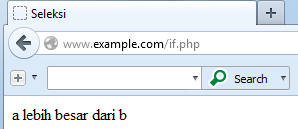 Seleksi
www.example.com/if.php
Search
a lebih besar dari b